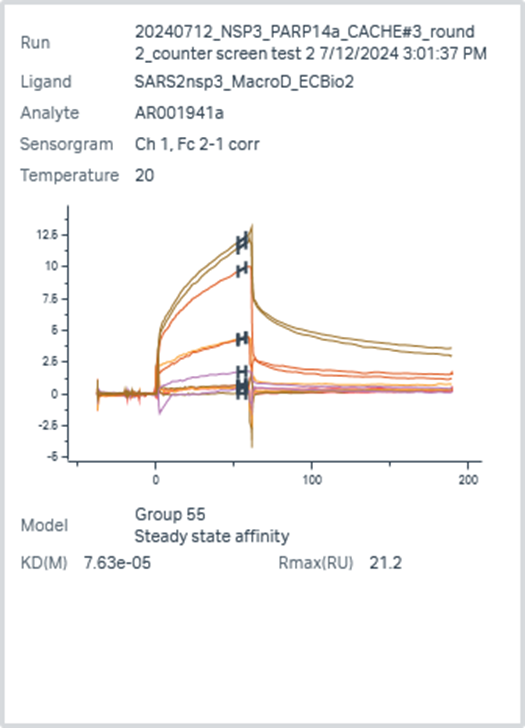 Run 20240712_NSP3_PARP14a_CACHE#3_round
2_counter screen test 2 7/12/2024 3:01:37 PM
Ligand SARS2nsp3_MacroD_ECBio2
Analyte AR001941a
Sensorgram Ch 1, Fc 2-1 corr
Temperature 20
12.5
10
7.5
5
2.5
0
-2.5
-5
0 100 200
Model Group 55
Steady state affinity
KD(M) 7.63e-05 Rmax(RU) 21.2